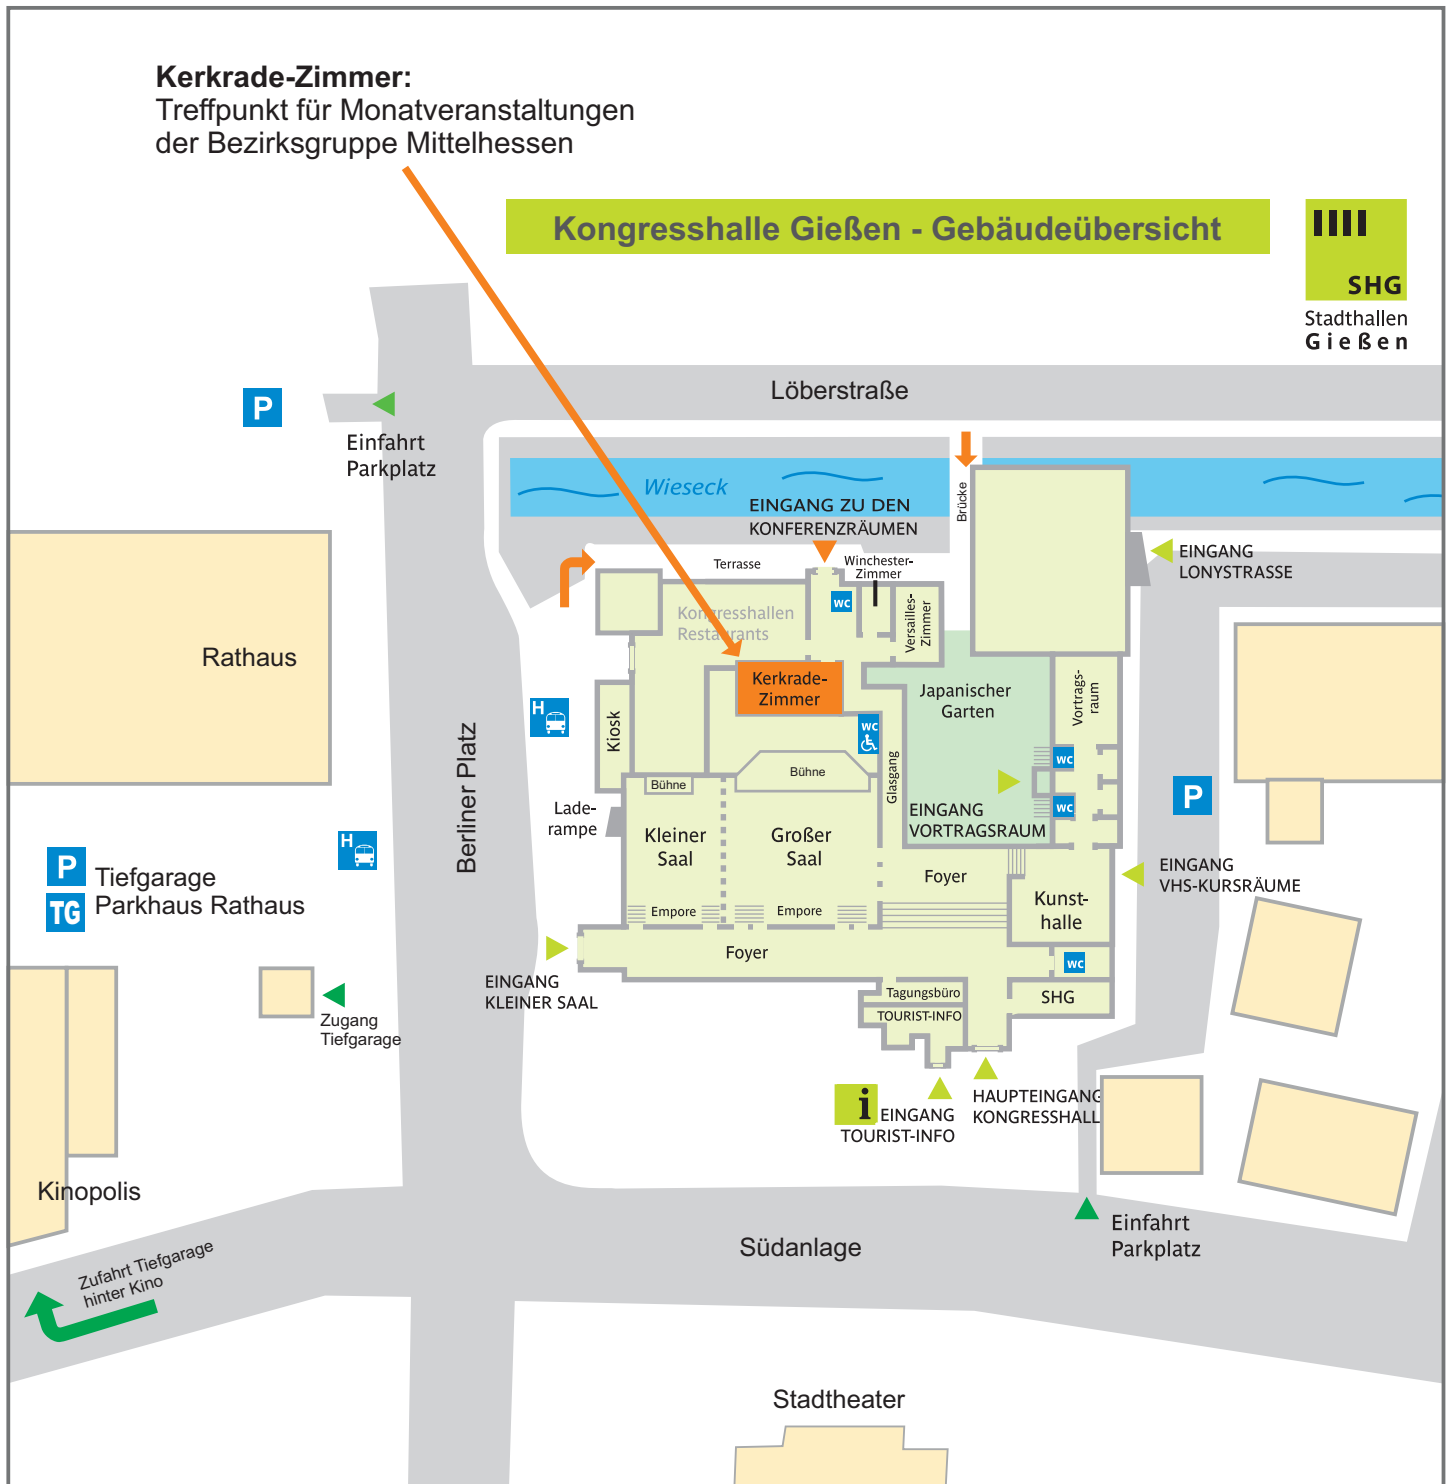 Kerkrade-Zimmer:
Treffpunkt für Monatveranstaltungen
der Bezirksgruppe Mittelhessen
Kongresshalle Gießen - Gebäudeübersicht
SHG
Stadthallen
Gießen
Löberstraße
P
Einfahrt
Parkplatz
Wieseck
Brücke
EINGANG ZU DEN
KONFERENZRÄUMEN
Terrasse
Winchester-
Zimmer
EINGANG
LONYSTRASSE
wc
Versailles-
Zimmer
Kongresshallen
Restaurants
Rathaus
Kerkrade-
Zimmer
Japanischer
Garten
Vortrags-
raum
H
Kiosk
wc
Glasgang
Berliner Platz
Bühne
Bühne
wc
wc
P
EINGANG
VORTRAGSRAUM
Lade-
rampe
Kleiner
Saal
Großer
Saal
H
P
TG
Tiefgarage
Parkhaus Rathaus
Foyer
EINGANG
VHS-KURSRÄUME
Kunst-
halle
Empore
Empore
Foyer
wc
EINGANG
KLEINER SAAL
Tagungsbüro
SHG
TOURIST-INFO
Zugang
Tiefgarage
i
EINGANG
TOURIST-INFO
HAUPTEINGANG
KONGRESSHALL
Kinopolis
Einfahrt
Parkplatz
Südanlage
Zufahrt Tiefgarage
hinter Kino
Stadtheater